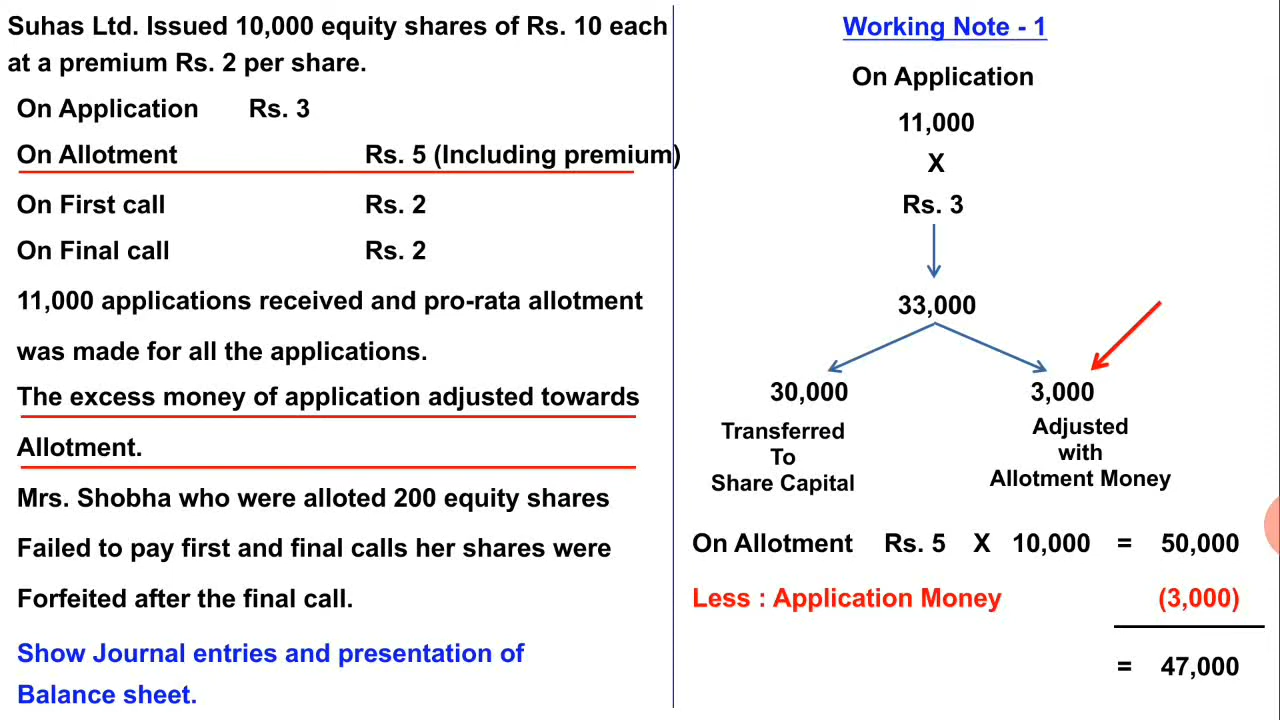 Suhas Ltd. Issued 10,000 equity shares of Rs. 10 each
at a premium Rs. 2 per share.
On Application Rs. 3
On Allotment Rs. 5 (Including premium)
On First call Rs. 2
On Final call Rs. 2
11,000 applications received and pro-rata allotment
was made for all the applications.
The excess money of application adjusted towards
Allotment.
Mrs. Shobha who were alloted 200 equity shares
Failed to pay first and final calls her shares were
Forfeited after the final call.
Show Journal entries and presentation of
Balance sheet.
Working Note - 1
On Application
11,000
X
Rs. 3
33,000
30,000
Transferred
To
Share Capital
3,000
Adjusted
with
Allotment Money
On Allotment Rs. 5 X 10,000 = 50,000
Less : Application Money (3,000)
= 47,000